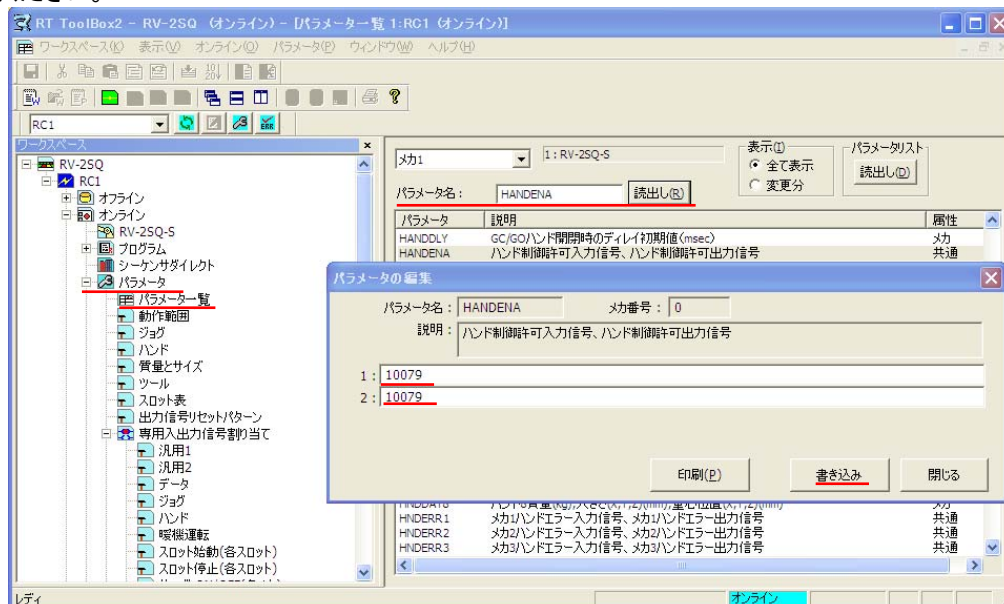 ください。
RT ToolBox2 - RV-2SQ (オンライン) - [パラメーター覧 1:RC1 (オンライン)]
ワークスペース(K) 表示(V) オンライン(O) パラメータ(P) ウィンドウ(W) ヘルプ(H)
RC1
ワークスペース
RV-2SQ
RC1
オフライン
オンライン
RV-2SQ-S
プログラム
シーケンサダイレクト
パラメータ
パラメーター覧
動作範囲
ジョグ
ハンド
質量とサイズ
ツール
スロット表
出力信号リセットパターン
専用入出力信号割り当て
汎用1
汎用2
データ
ジョグ
ハンド
暖機運転
スロット始動(各スロット)
スロット停止(各スロット)
メカ1
1 : RV-2SQ-S
表示(I)
全て表示
変更分
パラメータリスト
読出し(D)
パラメータ名 :
HANDENA
読出し(R)
パラメータ 説明 属性
HANDDLY GC/GOハンド開閉時のディレイ初期値(msec) メカ
HANDENA ハンド制御許可入力信号、ハンド制御許可出力信号 共通
パラメータの編集
パラメータ名 : HANDENA メカ番号 : 0
説明 : ハンド制御許可入力信号、ハンド制御許可出力信号
1 : 10079
2 : 10079
印刷(P) 書き込み 閉じる
HNDERR1 メカ1ハンドエラー入力信号、メカ1ハンドエラー出力信号 共通
HNDERR2 メカ2ハンドエラー入力信号、メカ2ハンドエラー出力信号 共通
HNDERR3 メカ3ハンドエラー入力信号、メカ3ハンドエラー出力信号 共通
レディ
オンライン